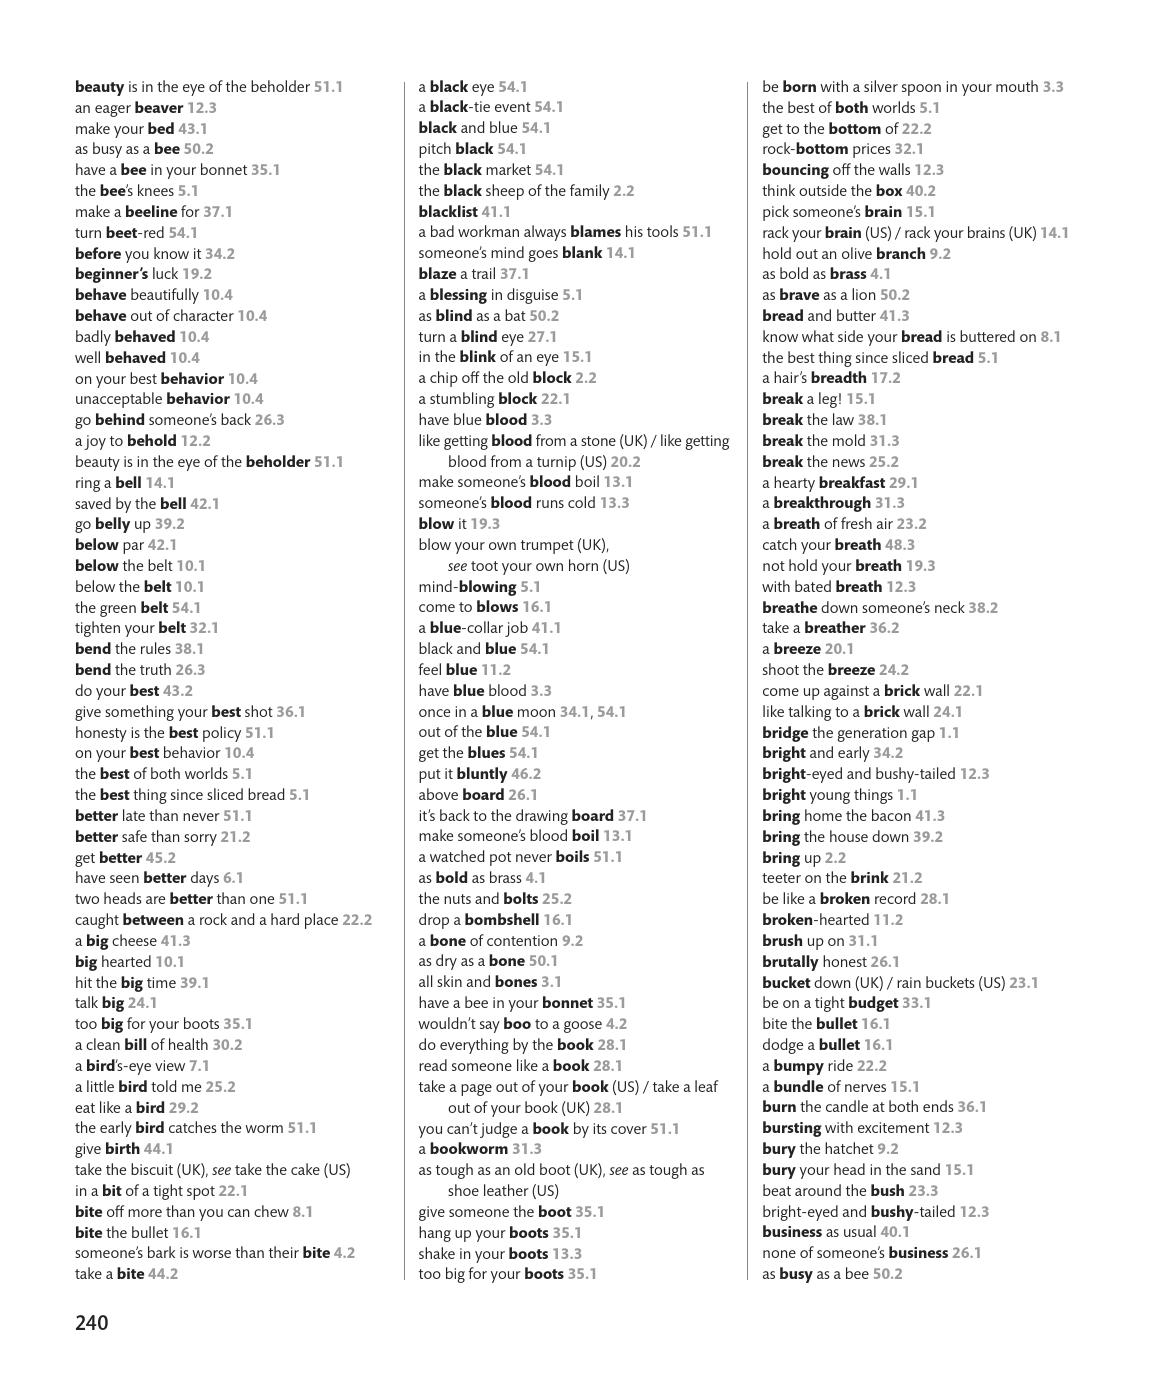 beauty is in the eye of the beholder 51.1
an eager beaver 12.3
make your bed 43.1
as busy as a bee 50.2
have a bee in your bonnet 35.1
the bee's knees 5.1
make a beeline for 37.1
turn beet-red 54.1
before you know it 34.2
beginner's luck 19.2
behave beautifully 10.4
behave out of character 10.4
badly behaved 10.4
well behaved 10.4
on your best behavior 10.4
unacceptable behavior 10.4
go behind someone's back 26.3
a joy to behold 12.2
beauty is in the eye of the beholder 51.1
ring a bell 14.1
saved by the bell 42.1
go belly up 39.2
below par 42.1
below the belt 10.1
below the belt 10.1
the green belt 54.1
tighten your belt 32.1
bend the rules 38.1
bend the truth 26.3
do your best 43.2
give something your best shot 36.1
honesty is the best policy 51.1
on your best behavior 10.4
the best of both worlds 5.1
the best thing since sliced bread 5.1
better late than never 51.1
better safe than sorry 21.2
get better 45.2
have seen better days 6.1
two heads are better than one 51.1
caught between a rock and a hard place 22.2
a big cheese 41.3
big hearted 10.1
hit the big time 39.1
talk big 24.1
too big for your boots 35.1
a clean bill of health 30.2
a bird's-eye view 7.1
a little bird told me 25.2
eat like a bird 29.2
the early bird catches the worm 51.1
give birth 44.1
take the biscuit (UK), see take the cake (US)
in a bit of a tight spot 22.1
bite off more than you can chew 8.1
bite the bullet 16.1
someone's bark is worse than their bite 4.2
take a bite 44.2
a black eye 54.1
a black-tie event 54.1
black and blue 54.1
pitch black 54.1
the black market 54.1
the black sheep of the family 2.2
blacklist 41.1
a bad workman always blames his tools 51.1
someone's mind goes blank 14.1
blaze a trail 37.1
a blessing in disguise 5.1
as blind as a bat 50.2
turn a blind eye 27.1
in the blink of an eye 15.1
a chip off the old block 2.2
a stumbling block 22.1
have blue blood 3.3
like getting blood from a stone (UK) / like getting
blood from a turnip (US) 20.2
make someone's blood boil 13.1
someone's blood runs cold 13.3
blow it 19.3
blow your own trumpet (UK),
see toot your own horn (US)
mind-blowing 5.1
come to blows 16.1
a blue-collar job 41.1
black and blue 54.1
feel blue 11.2
have blue blood 3.3
once in a blue moon 34.1, 54.1
out of the blue 54.1
get the blues 54.1
put it bluntly 46.2
above board 26.1
it's back to the drawing board 37.1
make someone's blood boil 13.1
a watched pot never boils 51.1
as bold as brass 4.1
the nuts and bolts 25.2
drop a bombshell 16.1
a bone of contention 9.2
as dry as a bone 50.1
all skin and bones 3.1
have a bee in your bonnet 35.1
wouldn't say boo to a goose 4.2
do everything by the book 28.1
read someone like a book 28.1
take a page out of your book (US) / take a leaf
out of your book (UK) 28.1
you can't judge a book by its cover 51.1
a bookworm 31.3
as tough as an old boot (UK), see as tough as
shoe leather (US)
give someone the boot 35.1
hang up your boots 35.1
shake in your boots 13.3
too big for your boots 35.1
be born with a silver spoon in your mouth 3.3
the best of both worlds 5.1
get to the bottom of 22.2
rock-bottom prices 32.1
bouncing off the walls 12.3
think outside the box 40.2
pick someone's brain 15.1
rack your brain (US) / rack your brains (UK) 14.1
hold out an olive branch 9.2
as bold as brass 4.1
as brave as a lion 50.2
bread and butter 41.3
know what side your bread is buttered on 8.1
the best thing since sliced bread 5.1
a hair's breadth 17.2
break a leg! 15.1
break the law 38.1
break the mold 31.3
break the news 25.2
a hearty breakfast 29.1
a breakthrough 31.3
a breath of fresh air 23.2
catch your breath 48.3
not hold your breath 19.3
with bated breath 12.3
breathe down someone's neck 38.2
take a breather 36.2
a breeze 20.1
shoot the breeze 24.2
come up against a brick wall 22.1
like talking to a brick wall 24.1
bridge the generation gap 1.1
bright and early 34.2
bright-eyed and bushy-tailed 12.3
bright young things 1.1
bring home the bacon 41.3
bring the house down 39.2
bring up 2.2
teeter on the brink 21.2
be like a broken record 28.1
broken-hearted 11.2
brush up on 31.1
brutally honest 26.1
bucket down (UK) / rain buckets (US) 23.1
be on a tight budget 33.1
bite the bullet 16.1
dodge a bullet 16.1
a bumpy ride 22.2
a bundle of nerves 15.1
burn the candle at both ends 36.1
bursting with excitement 12.3
bury the hatchet 9.2
bury your head in the sand 15.1
beat around the bush 23.3
bright-eyed and bushy-tailed 12.3
business as usual 40.1
none of someone's business 26.1
as busy as a bee 50.2
240